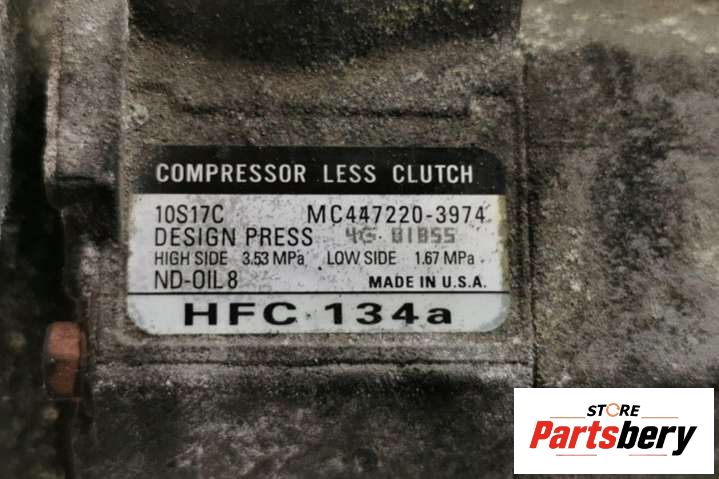 COMPRESSOR LESS CLUTCH
10S17C MC447220-3974
DESIGN PRESS 4G 81855
HIGH SIDE 3.53 MPa LOW SIDE 1.67 MPa
ND-OIL 8 MADE IN U.S.A.
HFC 134a
STORE
Partsbery